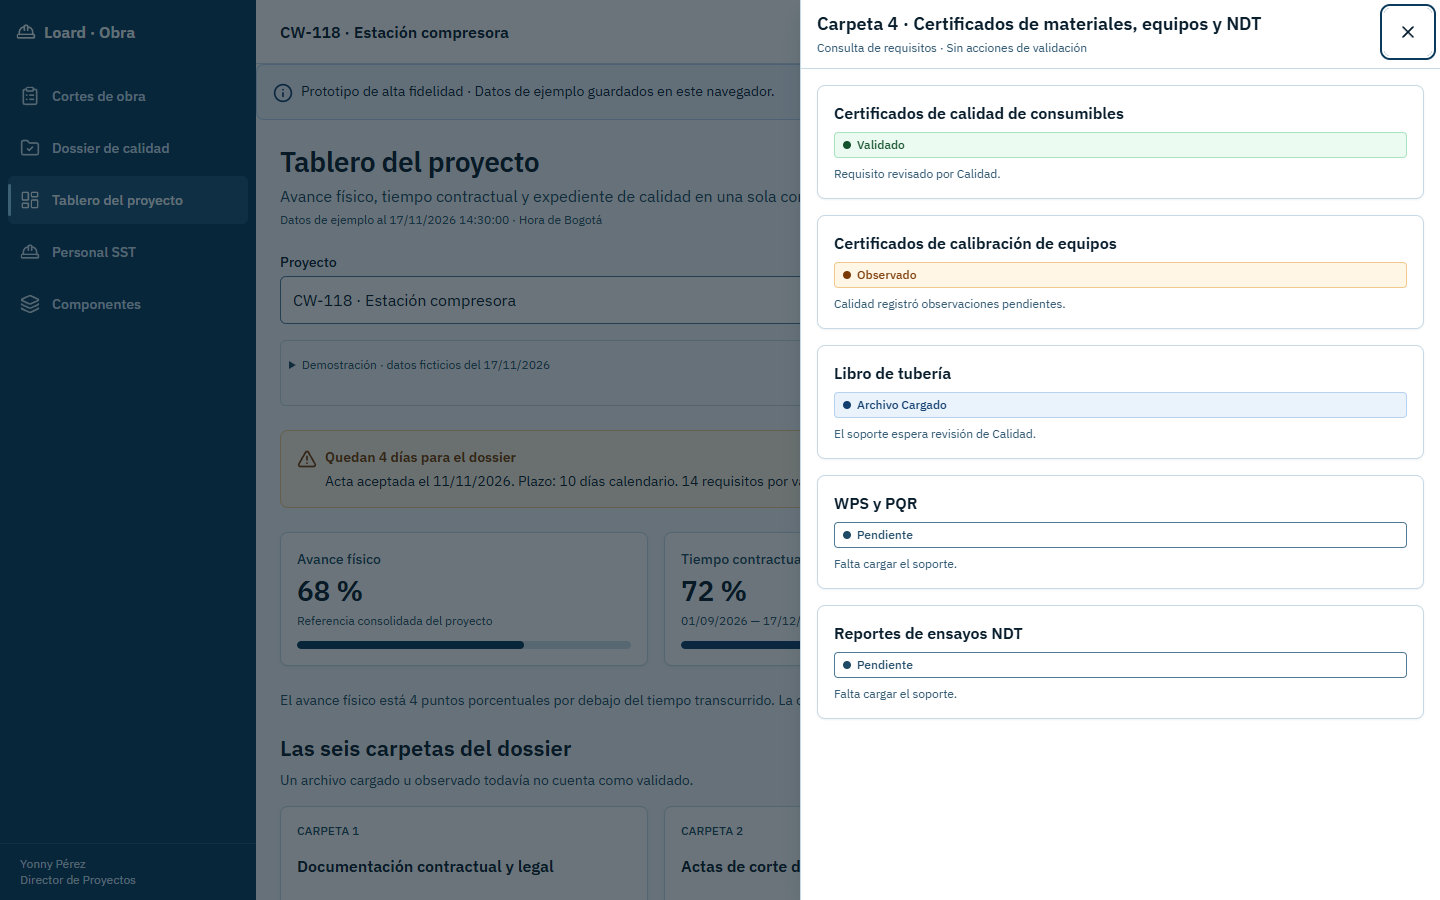 Loard · Obra
Cortes de obra
Dossier de calidad
Tablero del proyecto
Personal SST
Componentes
Yonny Pérez
Director de Proyectos
CW-118 · Estación compresora
Prototipo de alta fidelidad · Datos de ejemplo guardados en este navegador.
Tablero del proyecto
Avance físico, tiempo contractual y expediente de calidad en una sola
Datos de ejemplo al 17/11/2026 14:30:00 · Hora de Bogotá
Proyecto
CW-118 · Estación compresora
Demostración · datos ficticios del 17/11/2026
Quedan 4 días para el dossier
Acta aceptada el 11/11/2026. Plazo: 10 días calendario. 14 requisitos por
Avance físico
68 %
Referencia consolidada del proyecto
Tiempo contractua
72 %
01/09/2026 — 17/12/
El avance físico está 4 puntos porcentuales por debajo del tiempo transcurrido. La
Las seis carpetas del dossier
Un archivo cargado u observado todavía no cuenta como validado.
CARPETA 1
Documentación contractual y legal
CARPETA 2
Actas de corte d
Carpeta 4 · Certificados de materiales, equipos y NDT
Consulta de requisitos · Sin acciones de validación
Certificados de calidad de consumibles
Validado
Requisito revisado por Calidad.
Certificados de calibración de equipos
Observado
Calidad registró observaciones pendientes.
Libro de tubería
Archivo Cargado
El soporte espera revisión de Calidad.
WPS y PQR
Pendiente
Falta cargar el soporte.
Reportes de ensayos NDT
Pendiente
Falta cargar el soporte.